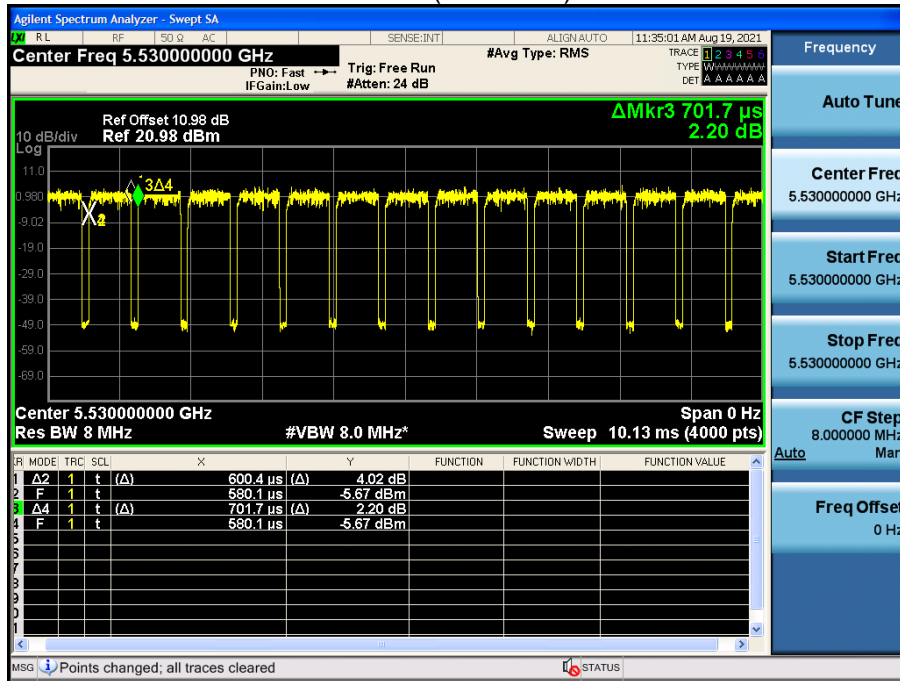 Agilent Spectrum Analyzer - Swept SA
LXI RL RF 50 Ω AC SENSE:INT ALIGN AUTO 11:35:01 AM Aug 19, 2021
Center Freq 5.530000000 GHz #Avg Type: RMS TRACE 1 2 3 4 5 6
PNO: Fast Trig: Free Run TYPE WWWWWW
IFGain:Low #Atten: 24 dB DET A A A A A A
Frequency
Auto Tune
Center Freq
5.530000000 GHz
Start Freq
5.530000000 GHz
Stop Freq
5.530000000 GHz
CF Step
8.000000 MHz
Auto Man
Freq Offset
0 Hz
ΔMkr3 701.7 µs
2.20 dB
Ref Offset 10.98 dB
10 dB/div Ref 20.98 dBm
Log
11.0
0.980
-9.02
-19.0
-29.0
-39.0
-49.0
-59.0
-69.0
3Δ4
Center 5.530000000 GHz Span 0 Hz
Res BW 8 MHz #VBW 8.0 MHz* Sweep 10.13 ms (4000 pts)
MODE TRC SCL X Y FUNCTION FUNCTION WIDTH FUNCTION VALUE
1 Δ2 1 t (Δ) 600.4 µs (Δ) 4.02 dB
2 F 1 t 580.1 µs -5.67 dBm
3 Δ4 1 t (Δ) 701.7 µs (Δ) 2.20 dB
4 F 1 t 580.1 µs -5.67 dBm
5
MSG Points changed; all traces cleared STATUS